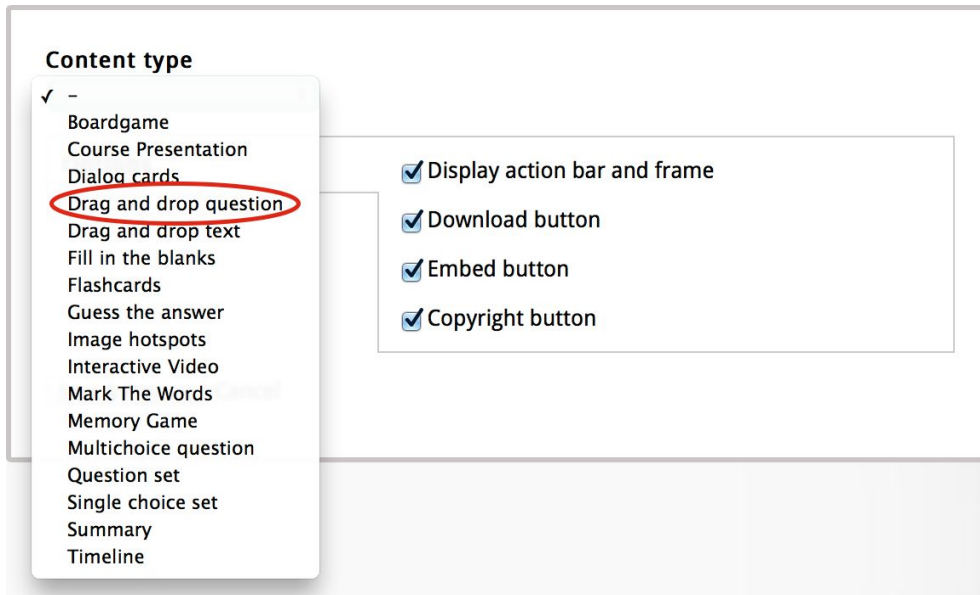 Content type
–
Boardgame
Course Presentation
Dialog cards
Drag and drop question
Drag and drop text
Fill in the blanks
Flashcards
Guess the answer
Image hotspots
Interactive Video
Mark The Words
Memory Game
Multichoice question
Question set
Single choice set
Summary
Timeline
Display action bar and frame
Download button
Embed button
Copyright button
Cancel